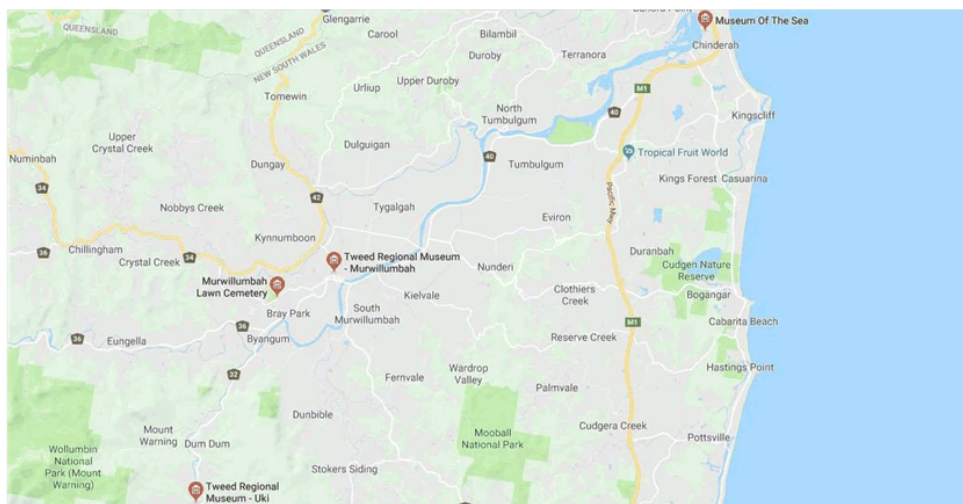 QUEENSLAND
Glengarrie
Carool
Bilambil
Museum Of The Sea
Chinderah
QUEENSLAND
NEW SOUTH WALES
Duroby
Terranora
Upper Duroby
Urliup
M1
Tomewin
North
Tumbulgum
40
Kingscliff
Upper
Crystal Creek
Dulguigan
Numinbah
Dungay
40
Tumbulgum
Tropical Fruit World
34
42
Kings Forest
Casuarina
Nobbys Creek
Tygalgah
Pacific Mwy
Eviron
Kynnumboon
36
Chillingham
Crystal Creek
34
Tweed Regional Museum
- Murwillumbah
Nunderi
Duranbah
Cudgen Nature
Reserve
Murwillumbah
Lawn Cemetery
Kielvale
Clothiers
Creek
Bogangar
Bray Park
South
Murwillumbah
36
36
Eungella
Byangum
M1
Cabarita Beach
Reserve Creek
32
Fernvale
Wardrop
Valley
Hastings Point
Palmvale
Dunbible
Mount
Warning
Dum Dum
Mooball
National Park
Cudgera Creek
Pottsville
Wollumbin
National
Park (Mount
Warning)
Stokers Siding
Tweed Regional
Museum - Uki